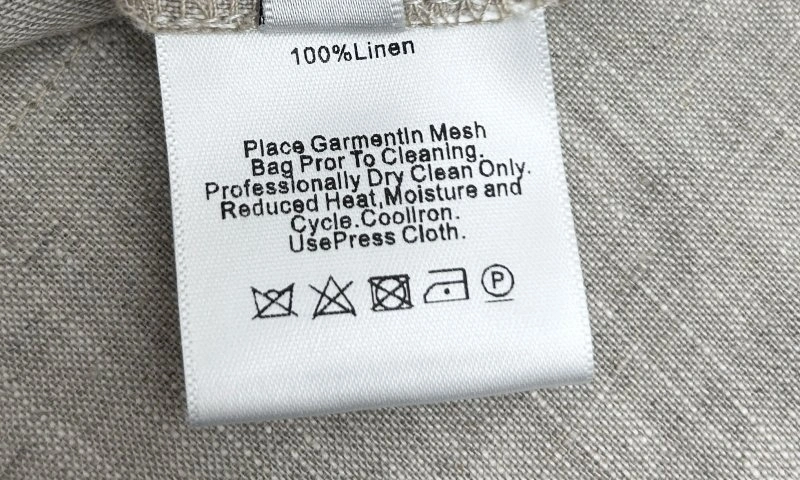 100%Linen
Place GarmentIn Mesh
Bag Pror To Cleaning.
Professionally Dry Clean Only.
Reduced Heat,Moisture and
Cycle.CoolIron.
UsePress Cloth.
P